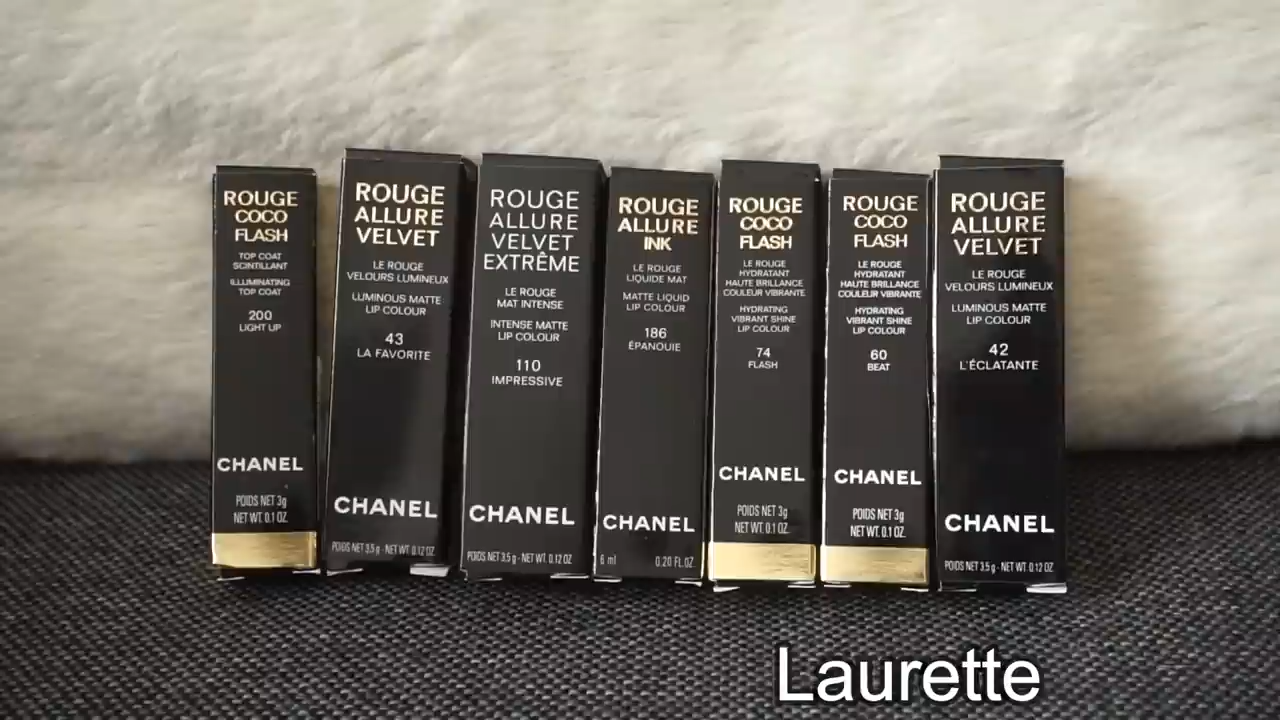 ROUGE
COCO
FLASH
TOP COAT
SCINTILLANT
ILLUMINATING
TOP COAT
200
LIGHT UP
CHANEL
POIDS NET 3g
NET WT. 0.1 OZ.
ROUGE
ALLURE
VELVET
LE ROUGE
VELOURS LUMINEUX
LUMINOUS MATTE
LIP COLOUR
43
LA FAVORITE
CHANEL
POIDS NET 3.5 g - NET WT. 0.12 OZ.
ROUGE
ALLURE
VELVET
EXTRÊME
LE ROUGE
MAT INTENSE
INTENSE MATTE
LIP COLOUR
110
IMPRESSIVE
CHANEL
POIDS NET 3.5 g - NET WT. 0.12 OZ
ROUGE
ALLURE
INK
LE ROUGE
LIQUIDE MAT
MATTE LIQUID
LIP COLOUR
186
ÉPANOUIE
CHANEL
6 ml 0.20 FL.OZ.
ROUGE
COCO
FLASH
LE ROUGE
HYDRATANT
HAUTE BRILLANCE
COULEUR VIBRANTE
HYDRATING
VIBRANT SHINE
LIP COLOUR
74
FLASH
CHANEL
POIDS NET 3g
NET WT. 0.1 OZ.
ROUGE
COCO
FLASH
LE ROUGE
HYDRATANT
HAUTE BRILLANCE
COULEUR VIBRANTE
HYDRATING
VIBRANT SHINE
LIP COLOUR
60
BEAT
CHANEL
POIDS NET 3g
NET WT. 0.1 OZ.
ROUGE
ALLURE
VELVET
LE ROUGE
VELOURS LUMINEUX
LUMINOUS MATTE
LIP COLOUR
42
L'ÉCLATANTE
CHANEL
POIDS NET 3.5 g - NET WT. 0.12 OZ
Laurette